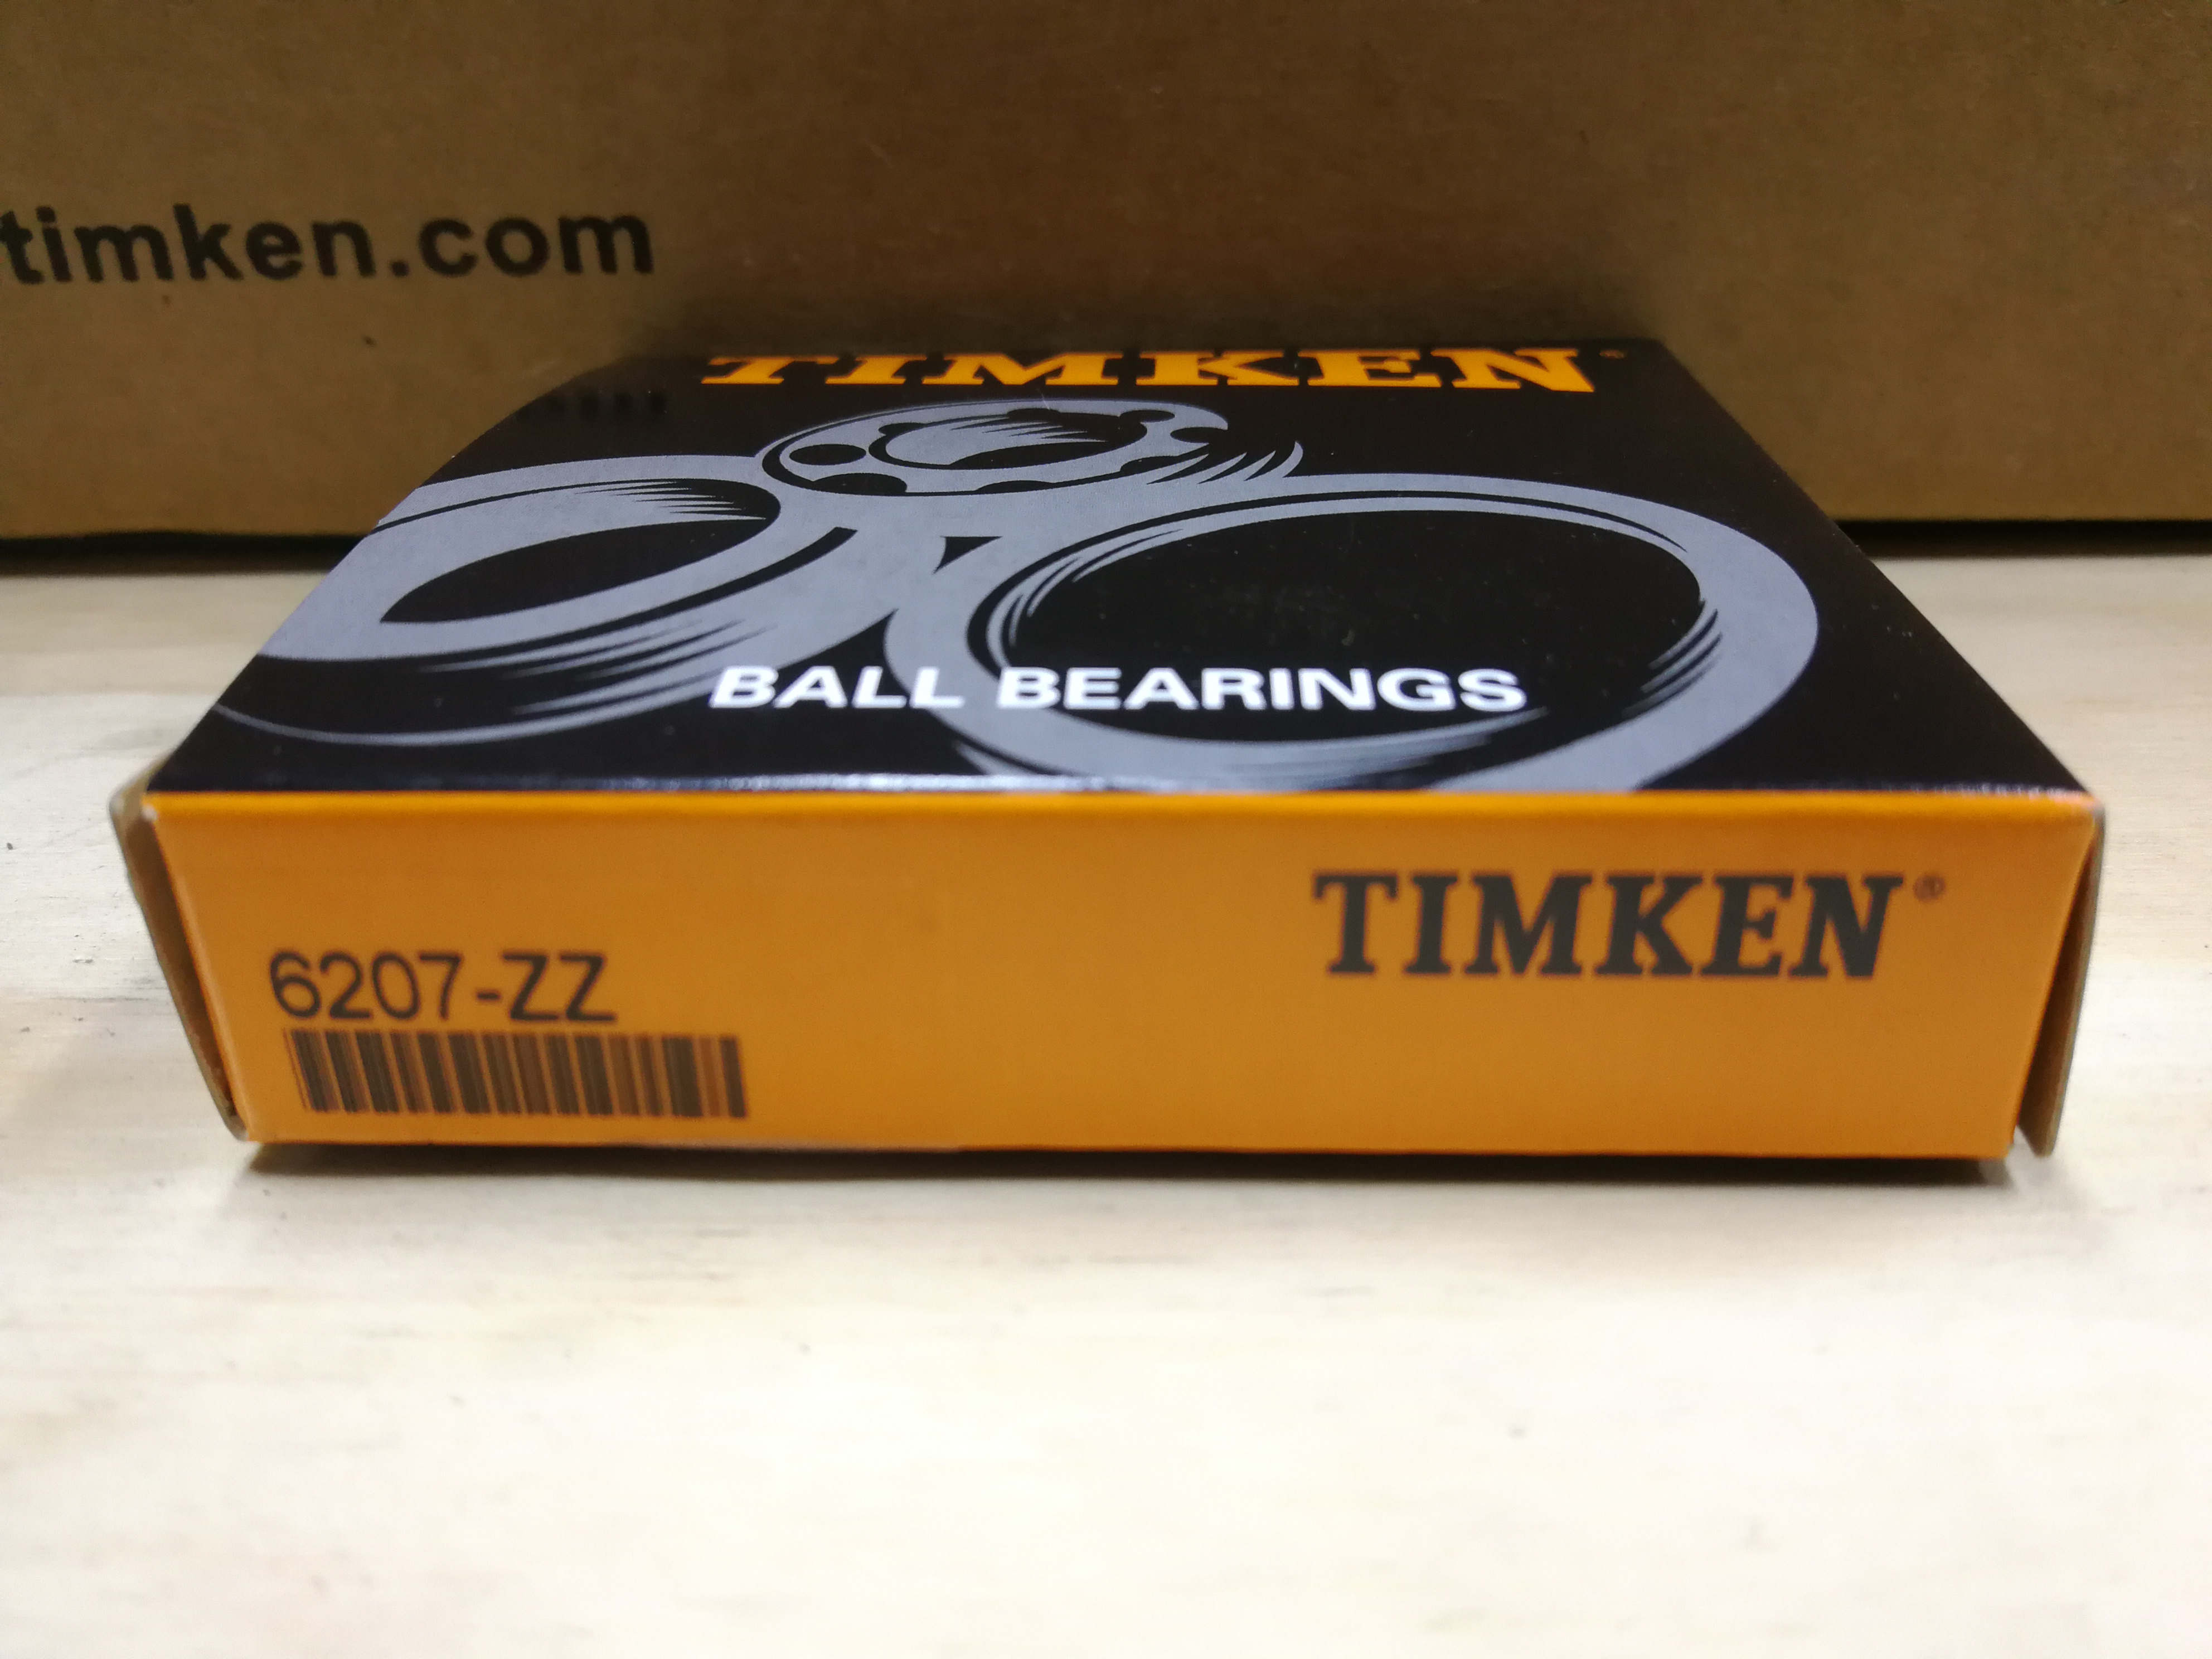 timken.com
TIMKEN®
BALL BEARINGS
TIMKEN®
6207-ZZ